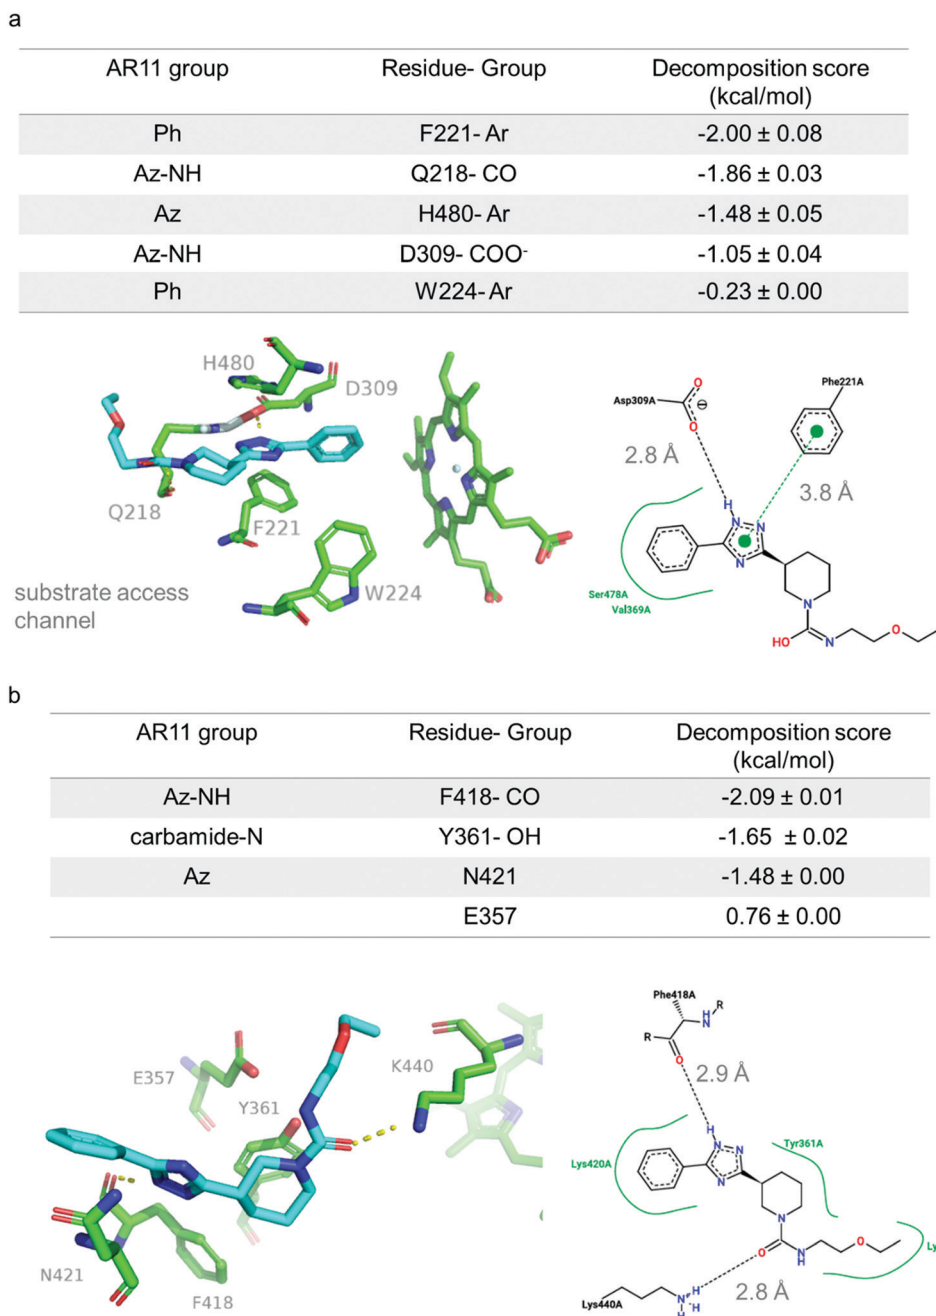 a
AR11 group Residue- Group Decomposition score
(kcal/mol)
Ph F221- Ar -2.00 ± 0.08
Az-NH Q218- CO -1.86 ± 0.03
Az H480- Ar -1.48 ± 0.05
Az-NH D309- COO⁻ -1.05 ± 0.04
Ph W224- Ar -0.23 ± 0.00
H480
D309
Q218
F221
W224
substrate access
channel
Phe221A
Asp309A
O
O
⊖
2.8 Å
3.8 Å
H
N
N
N
Ser478A
Val369A
N
HO
N
O
b
AR11 group Residue- Group Decomposition score
(kcal/mol)
Az-NH F418- CO -2.09 ± 0.01
carbamide-N Y361- OH -1.65 ± 0.02
Az N421 -1.48 ± 0.00
E357 0.76 ± 0.00
E357
Y361
K440
N421
F418
Phe418A
H
R
N
R
O
2.9 Å
H
N
N
N
Lys420A
Tyr361A
N
O
N
H
O
Ly
2.8 Å
Lys440A
H
N⁺
H
H